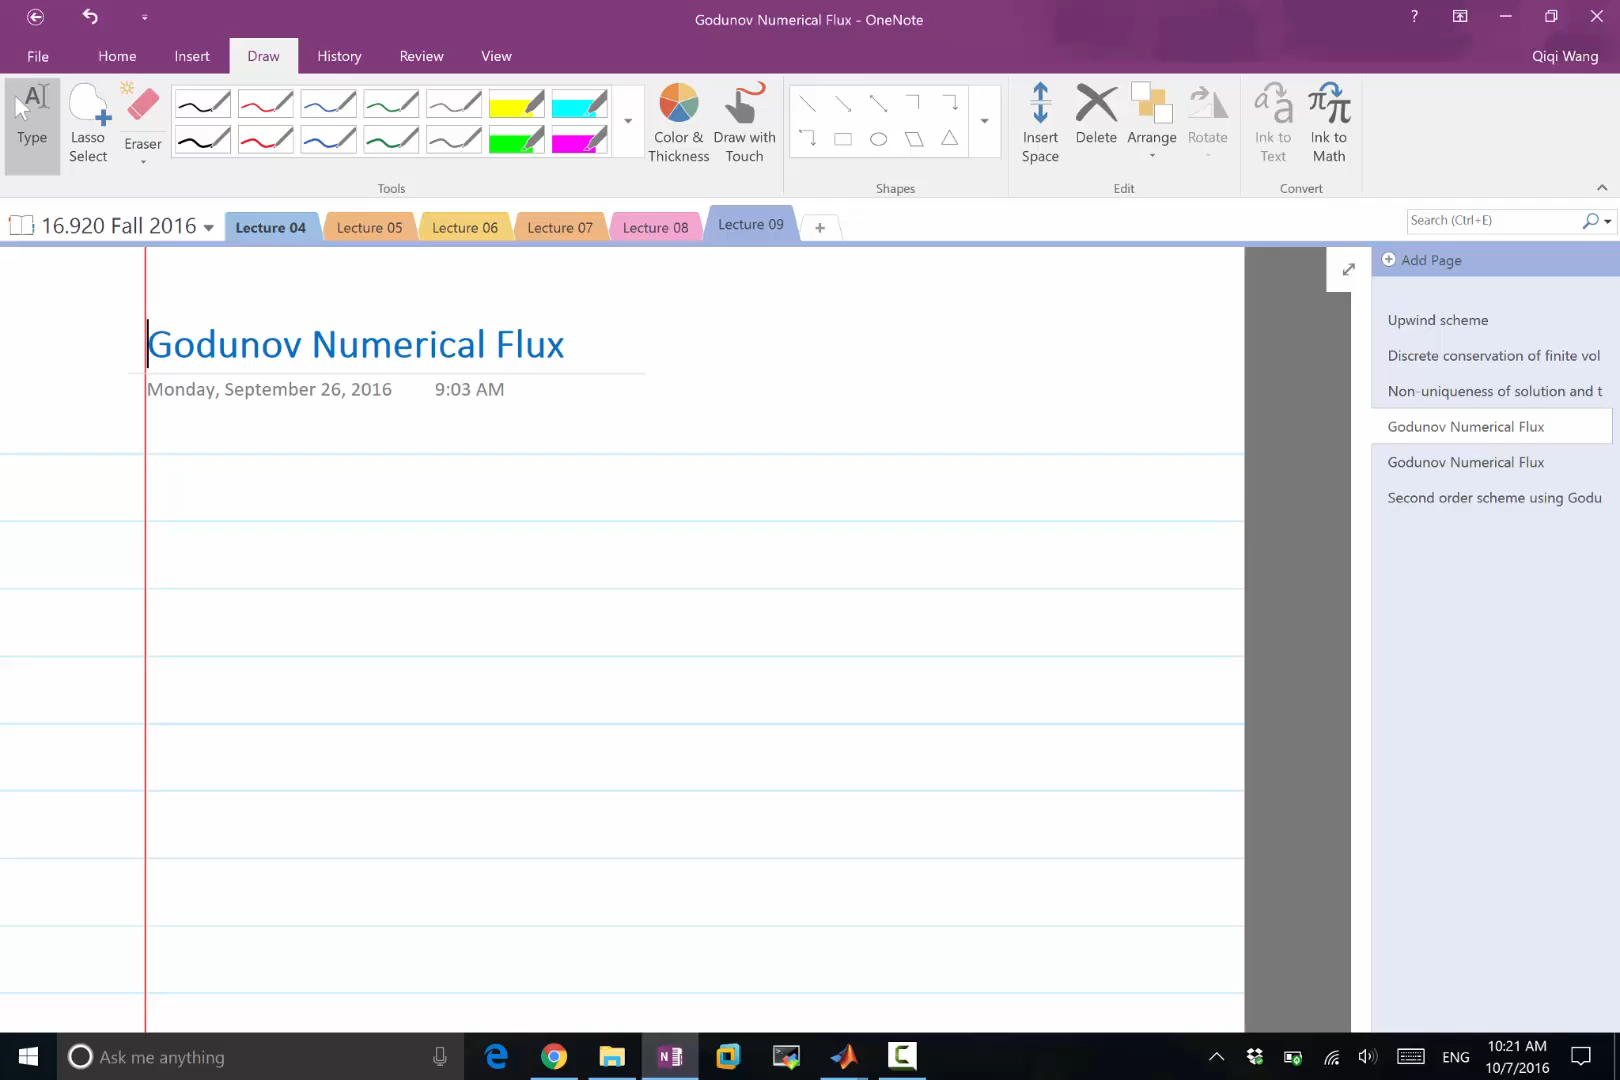 Godunov Numerical Flux - OneNote
?
File
Home
Insert
Draw
History
Review
View
Qiqi Wang
Type
Lasso
Select
Eraser
Color &
Thickness
Draw with
Touch
Insert
Space
Delete
Arrange
Rotate
Ink to
Text
Ink to
Math
Tools
Shapes
Edit
Convert
16.920 Fall 2016
Lecture 04
Lecture 05
Lecture 06
Lecture 07
Lecture 08
Lecture 09
Search (Ctrl+E)
Add Page
Upwind scheme
Discrete conservation of finite vol
Non-uniqueness of solution and t
Godunov Numerical Flux
Godunov Numerical Flux
Second order scheme using Godu
Godunov Numerical Flux
Monday, September 26, 2016 9:03 AM
Ask me anything
ENG
10:21 AM
10/7/2016